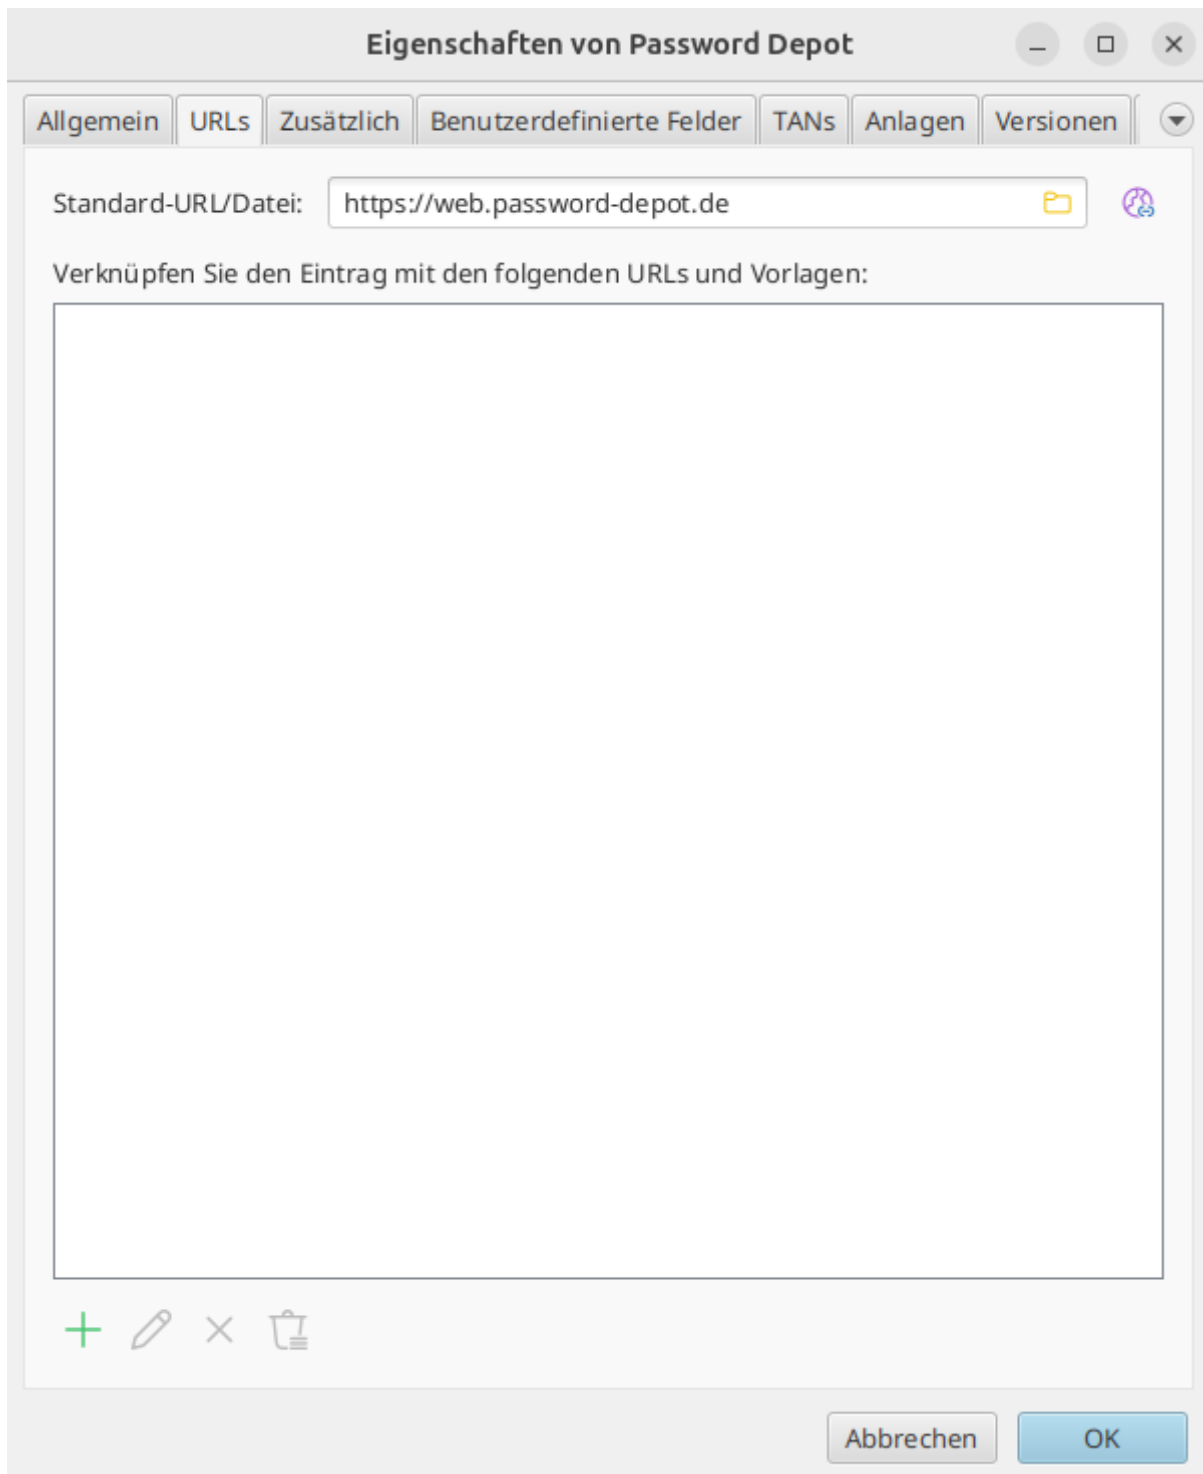 Eigenschaften von Password Depot
Allgemein URLs Zusätzlich Benutzerdefinierte Felder TANs Anlagen Versionen
Standard-URL/Datei: https://web.password-depot.de
Verknüpfen Sie den Eintrag mit den folgenden URLs und Vorlagen:
Abbrechen OK